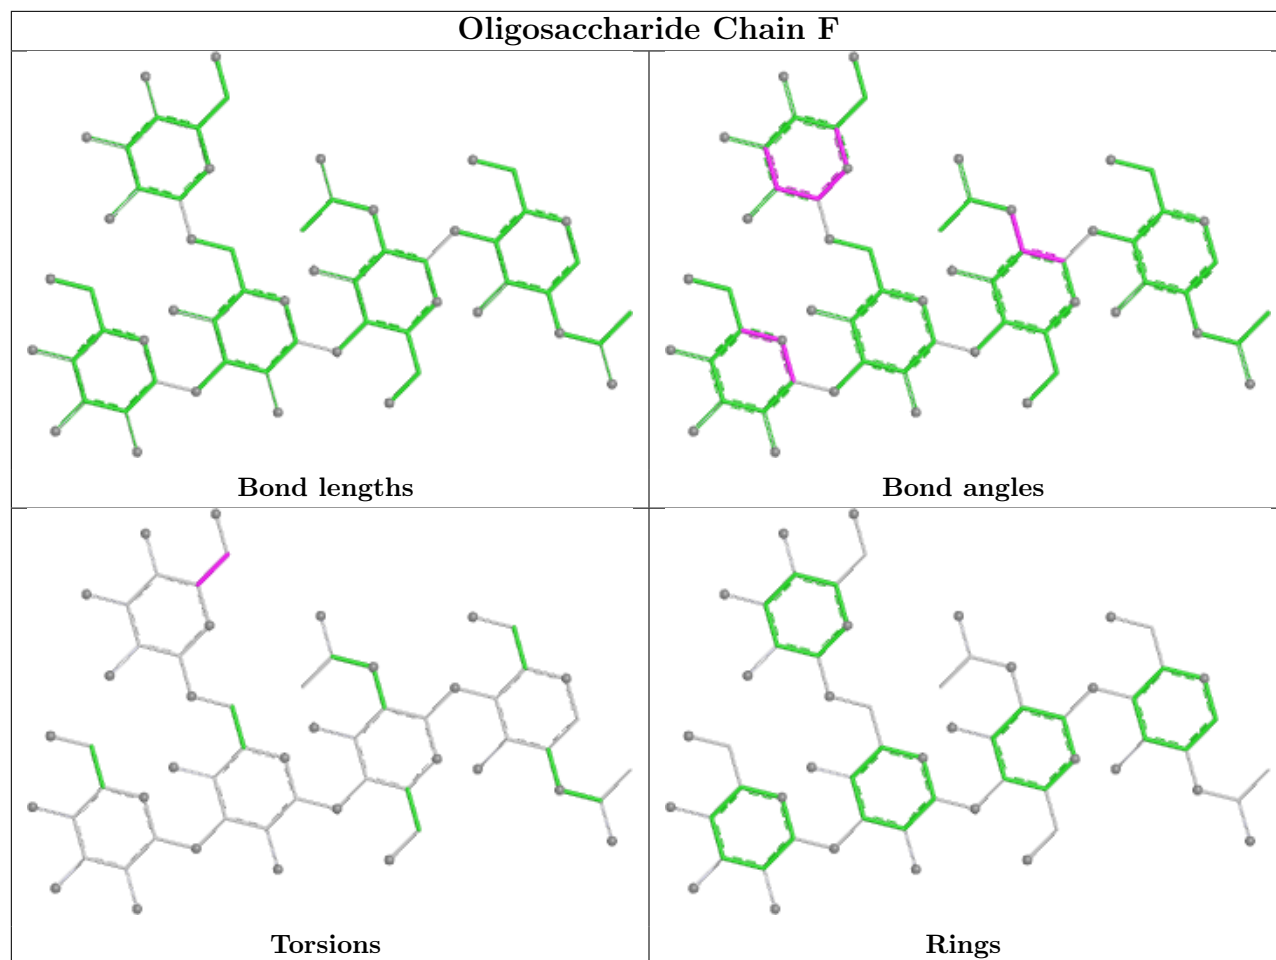 Oligosaccharide Chain F
Bond lengths
Bond angles
Torsions
Rings